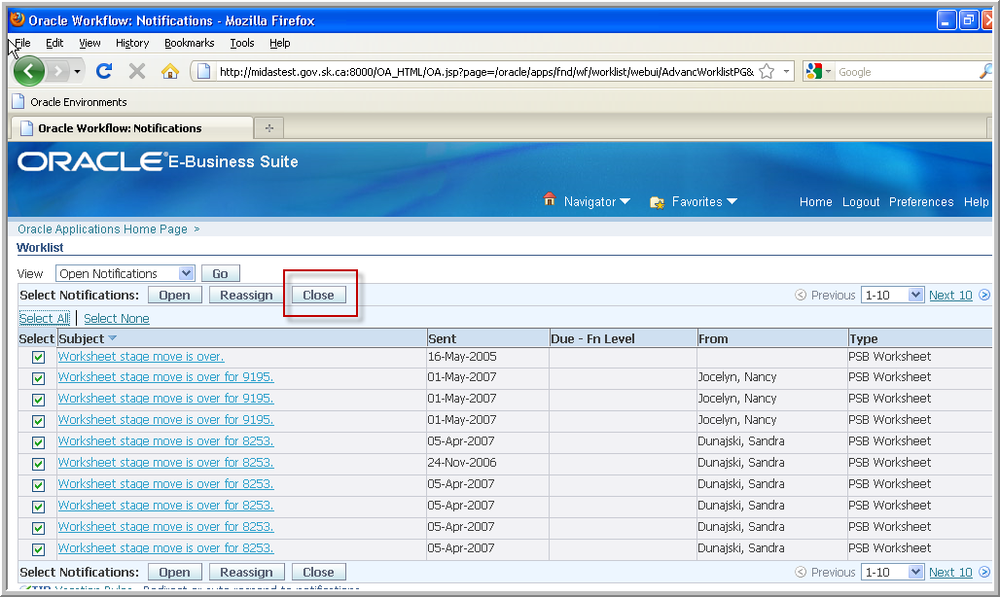 Oracle Workflow: Notifications - Mozilla Firefox
File Edit View History Bookmarks Tools Help
http://midastest.gov.sk.ca:8000/OA_HTML/OA.jsp?page=/oracle/apps/fnd/wf/worklist/webui/AdvancWorklistPG& Google
Oracle Environments
Oracle Workflow: Notifications
ORACLE® E-Business Suite
Navigator Favorites Home Logout Preferences Help
Oracle Applications Home Page >
Worklist
View Open Notifications Go
Select Notifications: Open Reassign Close Previous 1-10 Next 10
Select All | Select None
Select Subject Sent Due - Fn Level From Type
Worksheet stage move is over. 16-May-2005 PSB Worksheet
Worksheet stage move is over for 9195. 01-May-2007 Jocelyn, Nancy PSB Worksheet
Worksheet stage move is over for 9195. 01-May-2007 Jocelyn, Nancy PSB Worksheet
Worksheet stage move is over for 9195. 01-May-2007 Jocelyn, Nancy PSB Worksheet
Worksheet stage move is over for 8253. 05-Apr-2007 Dunajski, Sandra PSB Worksheet
Worksheet stage move is over for 8253. 24-Nov-2006 Dunajski, Sandra PSB Worksheet
Worksheet stage move is over for 8253. 05-Apr-2007 Dunajski, Sandra PSB Worksheet
Worksheet stage move is over for 8253. 05-Apr-2007 Dunajski, Sandra PSB Worksheet
Worksheet stage move is over for 8253. 05-Apr-2007 Dunajski, Sandra PSB Worksheet
Worksheet stage move is over for 8253. 05-Apr-2007 Dunajski, Sandra PSB Worksheet
Select Notifications: Open Reassign Close Previous 1-10 Next 10
TIP Vacation Rules - Redirect or auto-respond to notifications.